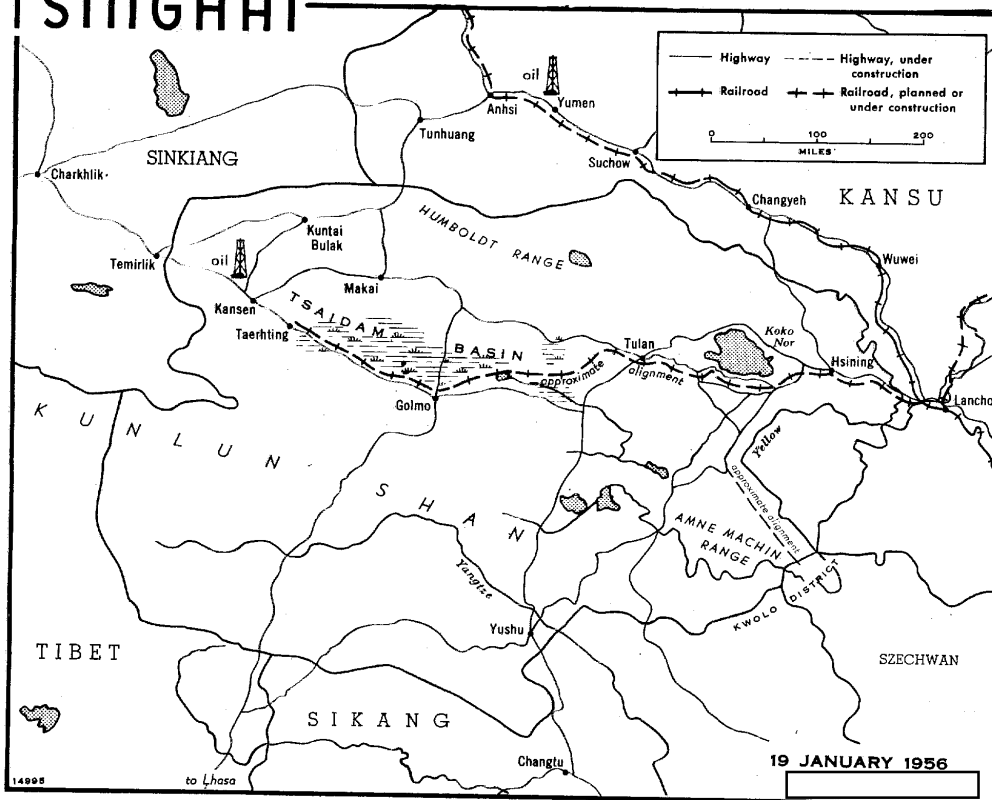 TSINGHAI
Highway
Highway, under
construction
Railroad
Railroad, planned or
under construction
0 100 200
MILES
oil
Anhsi
Yumen
Tunhuang
Suchow
SINKIANG
Charkhlik
KANSU
Changyeh
HUMBOLDT RANGE
Kuntai
Bulak
oil
Temirlik
Wuwei
Makai
Kansen
Taerhting
TSAIDAM
BASIN
Koko
Nor
Tulan
Hsining
approximate alignment
Golmo
Lancho
KUNLUN
SHAN
Yellow
approximate alignment
AMNE MACHIN
RANGE
Yangtze
KWOLO DISTRICT
Yushu
TIBET
SZECHWAN
SIKANG
Changtu
19 JANUARY 1956
14995
to Lhasa